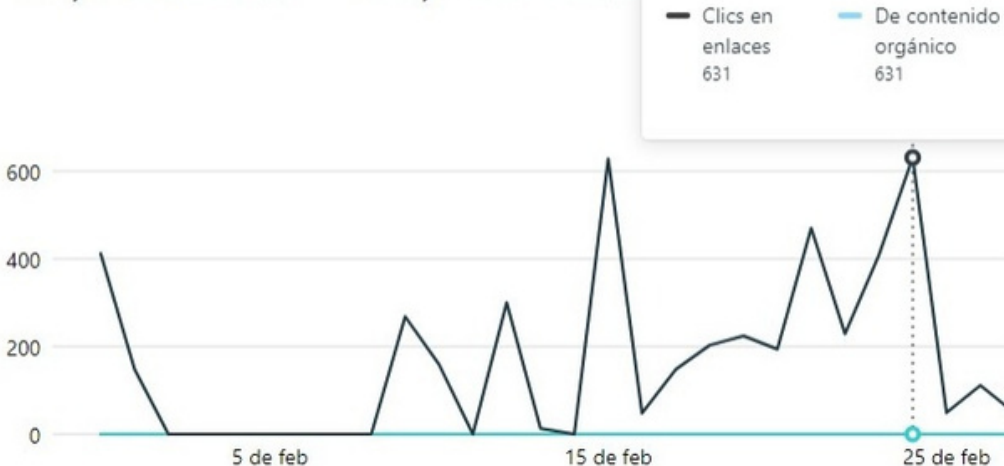 Clics en
enlaces
631
De contenido
orgánico
631
600
400
200
0
5 de feb
15 de feb
25 de feb